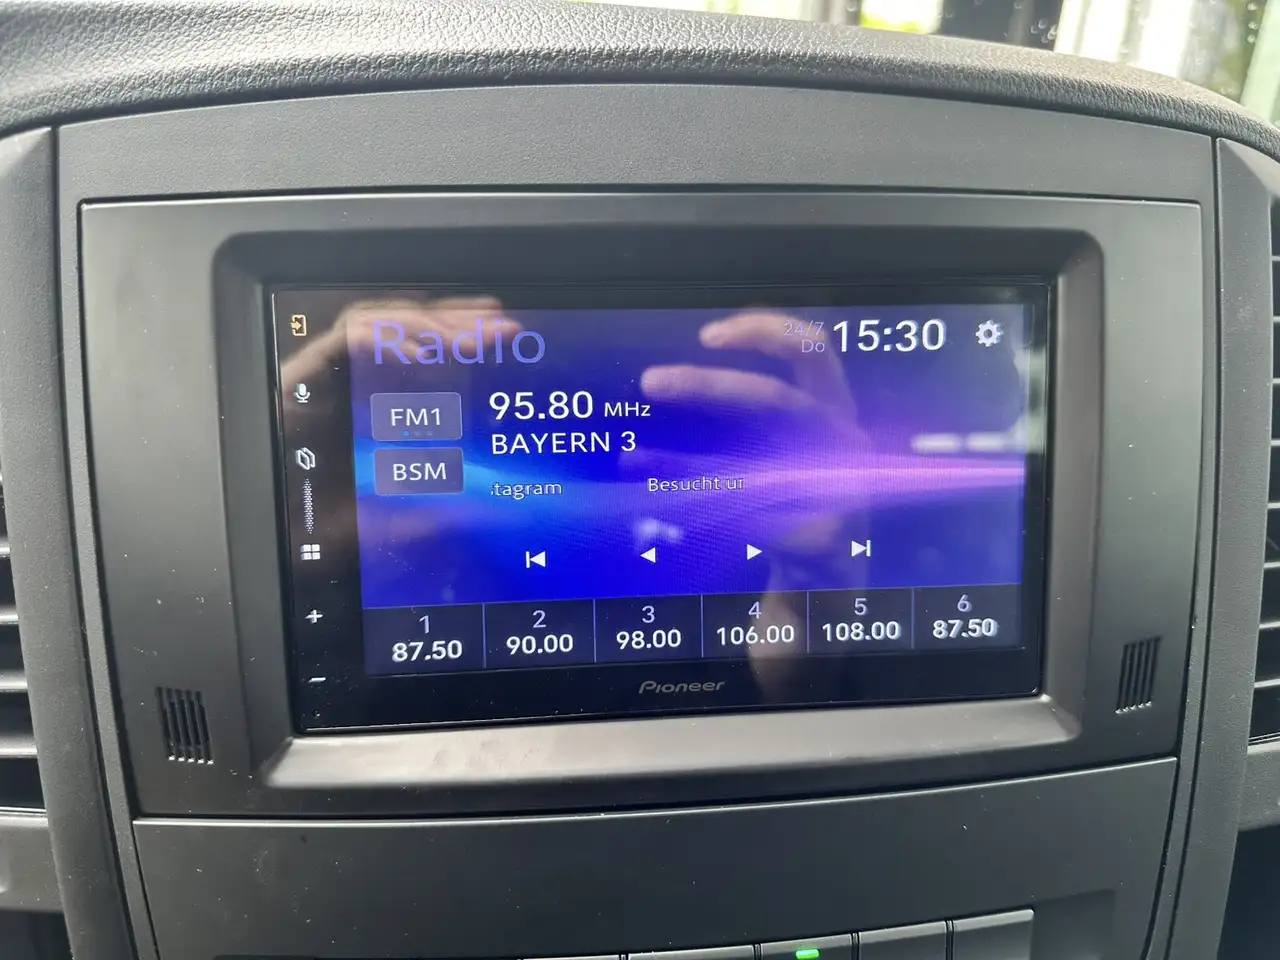 Radio
24/7
Do
15:30
FM1
95.80 MHz
BSM
BAYERN 3
tagram Besucht ur
1 2 3 4 5 6
87.50 90.00 98.00 106.00 108.00 87.50
Pioneer